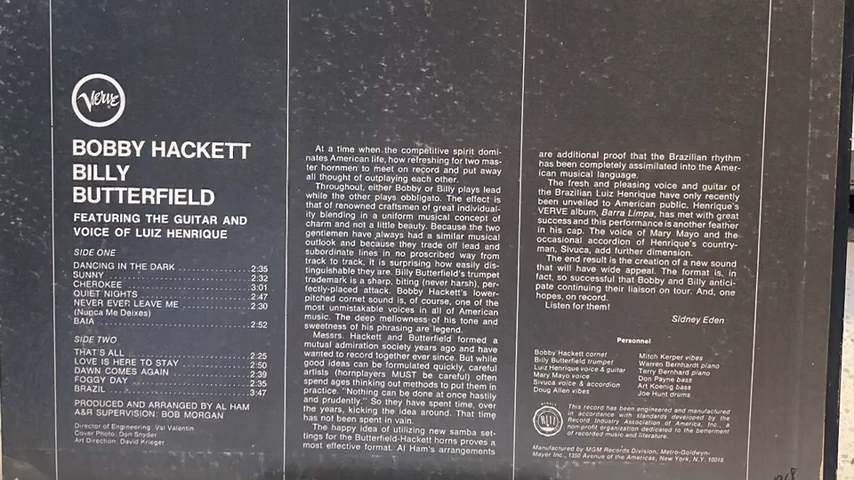 Verve
BOBBY HACKETT
BILLY
BUTTERFIELD
FEATURING THE GUITAR AND
VOICE OF LUIZ HENRIQUE
SIDE ONE
DANCING IN THE DARK 2:35
SUNNY 2:32
CHEROKEE 3:01
QUIET NIGHTS 2:47
NEVER EVER LEAVE ME 2:30
(Nunca Me Deixes)
BAIA 2:52
SIDE TWO
THAT'S ALL 2:25
LOVE IS HERE TO STAY 2:50
DAWN COMES AGAIN 2:39
FOGGY DAY 2:35
BRAZIL 3:47
PRODUCED AND ARRANGED BY AL HAM
A&R SUPERVISION: BOB MORGAN
Director of Engineering: Val Valentin
Cover Photo: Don Snyder
Art Direction: David Krieger
At a time when the competitive spirit domi-
nates American life, how refreshing for two mas-
ter hornmen to meet on record and put away
all thought of outplaying each other.
Throughout, either Bobby or Billy plays lead
while the other plays obbligato. The effect is
that of renowned craftsmen of great individual-
ity blending in a uniform musical concept of
charm and not a little beauty. Because the two
gentlemen have always had a similar musical
outlook and because they trade off lead and
subordinate lines in no proscribed way from
track to track, it is surprising how easily dis-
tinguishable they are. Billy Butterfield's trumpet
trademark is a sharp, biting (never harsh), per-
fectly-placed attack. Bobby Hackett's lower-
pitched cornet sound is, of course, one of the
most unmistakable voices in all of American
music. The deep mellowness of his tone and
sweetness of his phrasing are legend.
Messrs. Hackett and Butterfield formed a
mutual admiration society years ago and have
wanted to record together ever since. But while
good ideas can be formulated quickly, careful
artists (hornplayers MUST be careful) often
spend ages thinking out methods to put them in
practice. "Nothing can be done at once hastily
and prudently." So they have spent time, over
the years, kicking the idea around. That time
has not been spent in vain.
The happy idea of utilizing new samba set-
tings for the Butterfield-Hackett horns proves a
most effective format. Al Ham's arrangements
are additional proof that the Brazilian rhythm
has been completely assimilated into the Amer-
ican musical language.
The fresh and pleasing voice and guitar of
the Brazilian Luiz Henrique have only recently
been unveiled to American public. Henrique's
VERVE album, Barra Limpa, has met with great
success and this performance is another feather
in his cap. The voice of Mary Mayo and the
occasional accordion of Henrique's country-
man, Sivuca, add further dimension.
The end result is the creation of a new sound
that will have wide appeal. The format is, in
fact, so successful that Bobby and Billy antici-
pate continuing their liaison on tour. And, one
hopes, on record.
Listen for them!
Sidney Eden
Personnel
Bobby Hackett cornet
Billy Butterfield trumpet
Luiz Henrique voice & guitar
Mary Mayo voice
Sivuca voice & accordion
Doug Allen vibes
Mitch Kerper vibes
Warren Bernhardt piano
Terry Bernhard piano
Don Payne bass
Art Koenig bass
Joe Hunt drums
This record has been engineered and manufactured
in accordance with standards developed by the
Record Industry Association of America, Inc., a
non-profit organization dedicated to the betterment
of recorded music and literature.
Manufactured by MGM Records Division, Metro-Goldwyn-
Mayer Inc., 1350 Avenue of the Americas, New York, N.Y. 10019